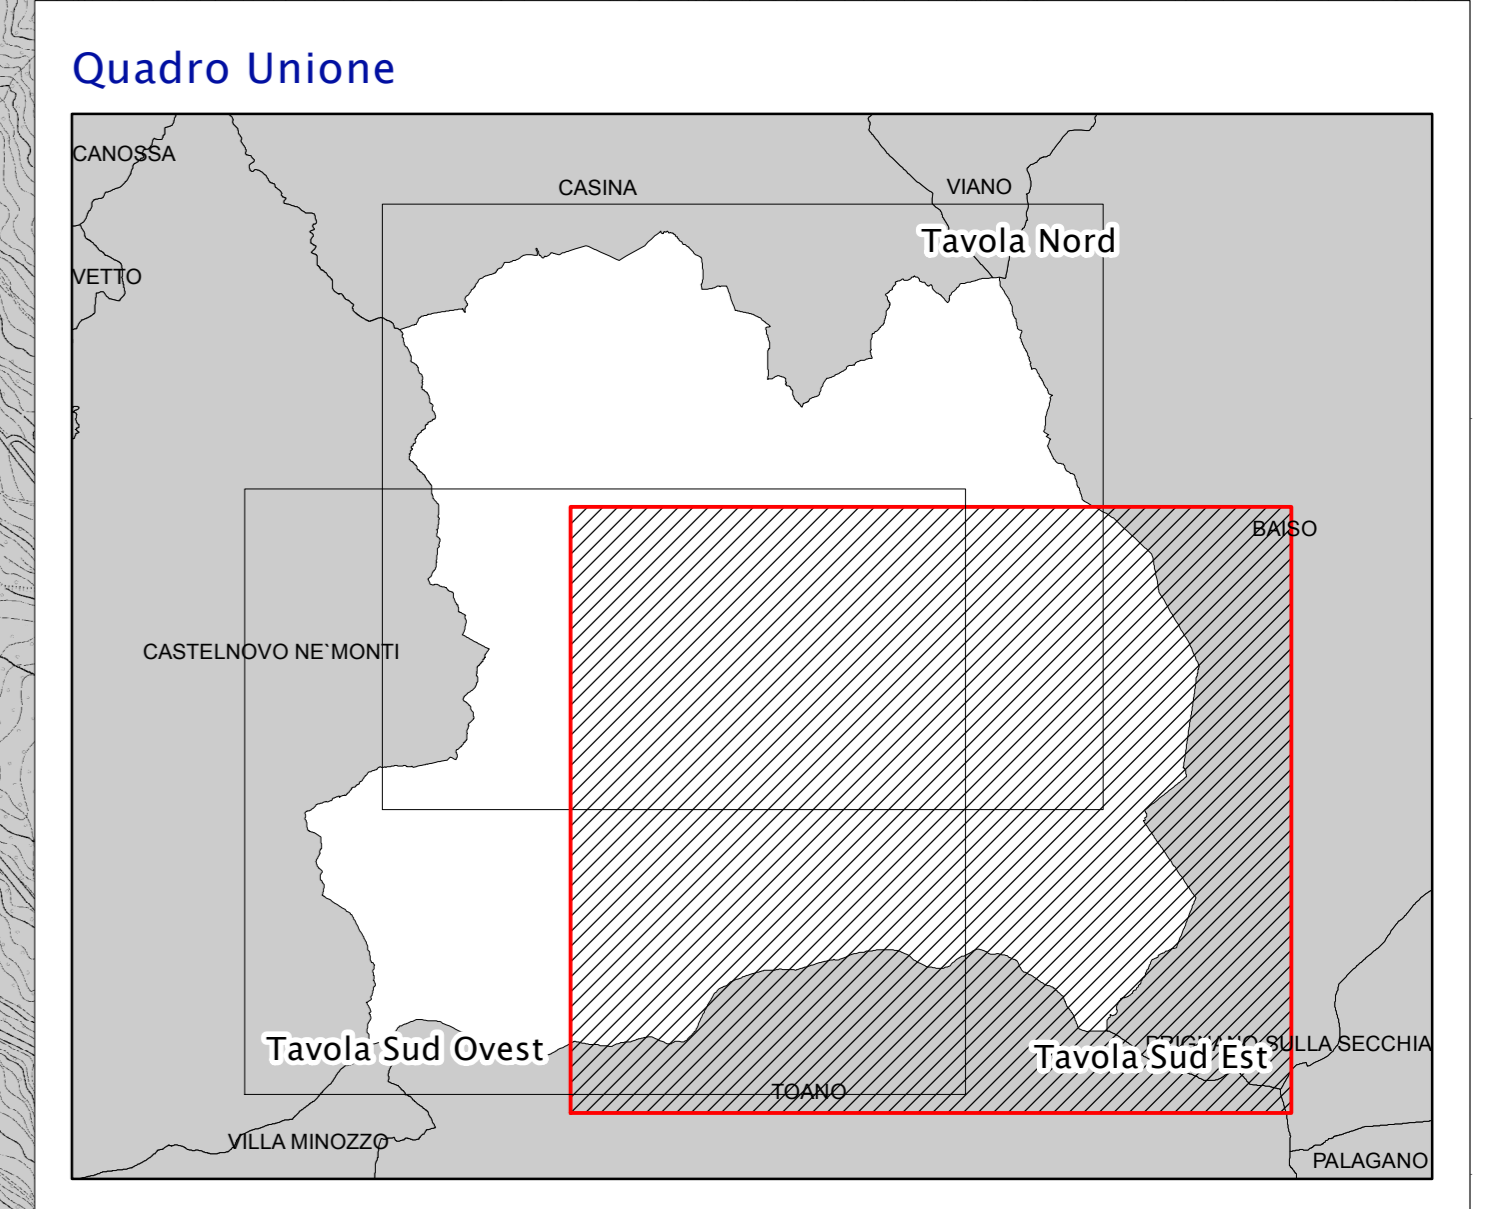 Quadro Unione
CANOSSA
CASINA
VIANO
Tavola Nord
VETTO
BAISO
CASTELNOVO NE`MONTI
Tavola Sud Ovest
SULLA SECCHIA
Tavola Sud Est
TOANO
VILLA MINOZZO
PALAGANO